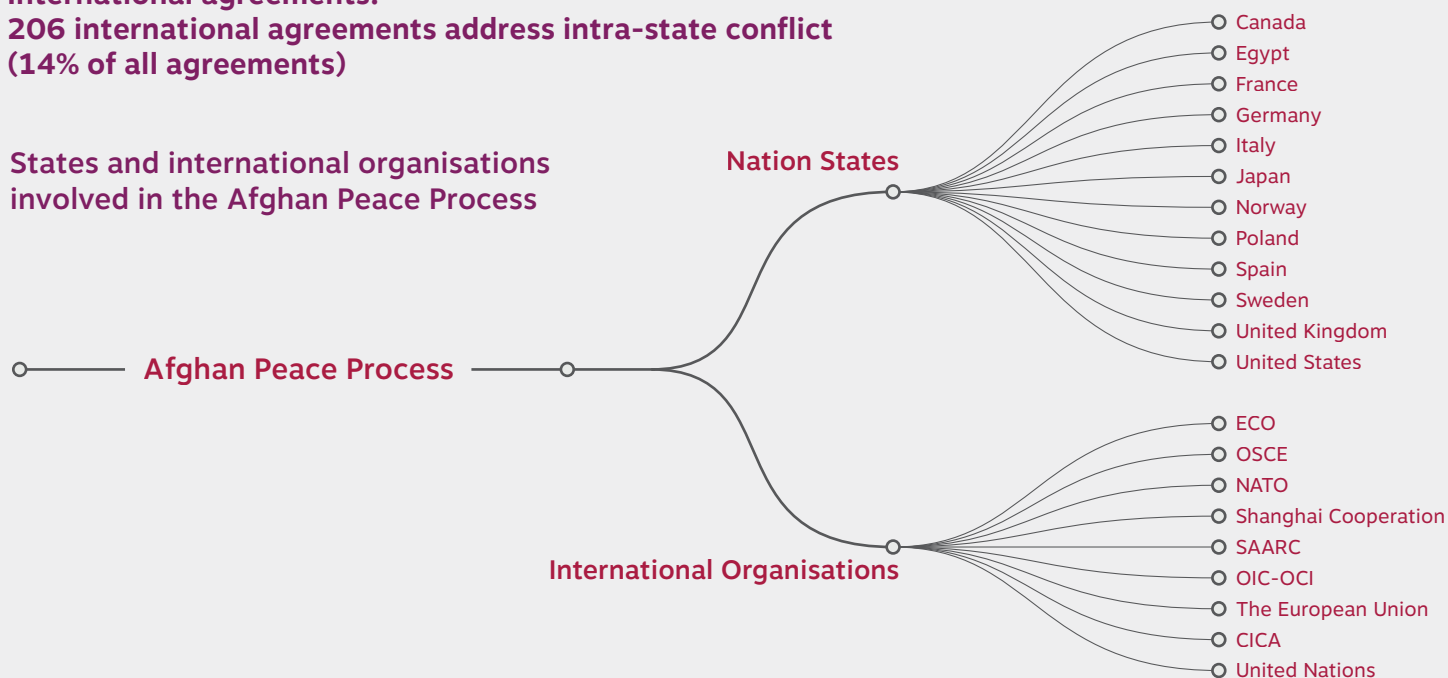 international agreements.
206 international agreements address intra-state conflict
(14% of all agreements)
States and international organisations
involved in the Afghan Peace Process
Afghan Peace Process
Nation States
Canada
Egypt
France
Germany
Italy
Japan
Norway
Poland
Spain
Sweden
United Kingdom
United States
International Organisations
ECO
OSCE
NATO
Shanghai Cooperation
SAARC
OIC-OCI
The European Union
CICA
United Nations